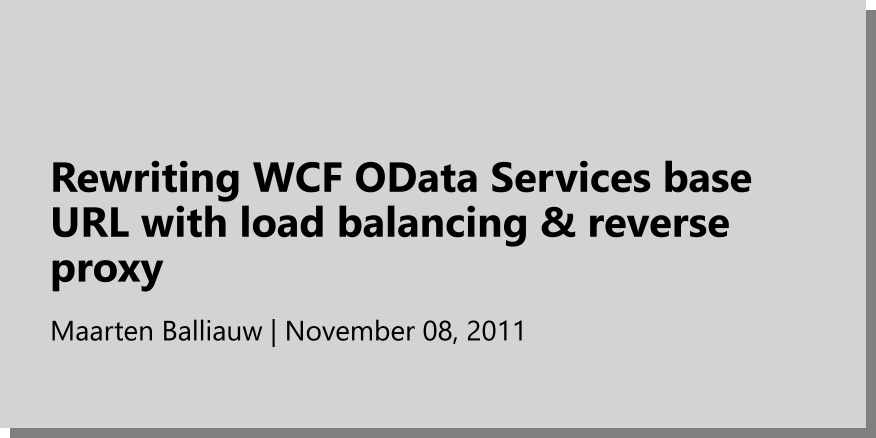 Rewriting WCF OData Services base
URL with load balancing & reverse
proxy
Maarten Balliauw | November 08, 2011